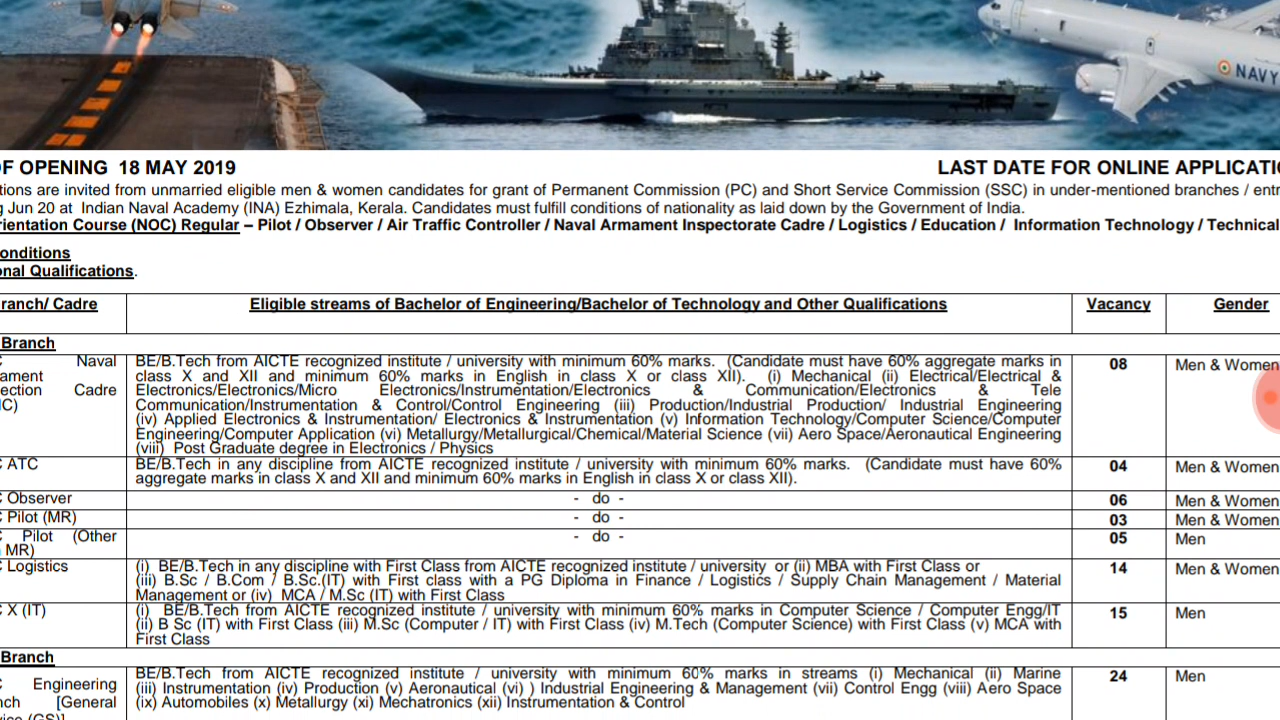 NAVY
OF OPENING 18 MAY 2019
LAST DATE FOR ONLINE APPLICATIO
tions are invited from unmarried eligible men & women candidates for grant of Permanent Commission (PC) and Short Service Commission (SSC) in under-mentioned branches / entr
g Jun 20 at Indian Naval Academy (INA) Ezhimala, Kerala. Candidates must fulfill conditions of nationality as laid down by the Government of India.
rientation Course (NOC) Regular – Pilot / Observer / Air Traffic Controller / Naval Armament Inspectorate Cadre / Logistics / Education / Information Technology / Technical
onditions
onal Qualifications.
ranch/ Cadre
Eligible streams of Bachelor of Engineering/Bachelor of Technology and Other Qualifications
Vacancy
Gender
Branch
C Naval
ament
ection Cadre
IC)
BE/B.Tech from AICTE recognized institute / university with minimum 60% marks. (Candidate must have 60% aggregate marks in
class X and XII and minimum 60% marks in English in class X or class XII). (i) Mechanical (ii) Electrical/Electrical &
Electronics/Electronics/Micro Electronics/Instrumentation/Electronics & Communication/Electronics & Tele
Communication/Instrumentation & Control/Control Engineering (iii) Production/Industrial Production/ Industrial Engineering
(iv) Applied Electronics & Instrumentation/ Electronics & Instrumentation (v) Information Technology/Computer Science/Computer
Engineering/Computer Application (vi) Metallurgy/Metallurgical/Chemical/Material Science (vii) Aero Space/Aeronautical Engineering
(viii) Post Graduate degree in Electronics / Physics
08
Men & Women
C ATC
BE/B.Tech in any discipline from AICTE recognized institute / university with minimum 60% marks. (Candidate must have 60%
aggregate marks in class X and XII and minimum 60% marks in English in class X or class XII).
04
Men & Women
C Observer
- do -
06
Men & Women
C Pilot (MR)
- do -
03
Men & Women
C Pilot (Other
MR)
- do -
05
Men
C Logistics
(i) BE/B.Tech in any discipline with First Class from AICTE recognized institute / university or (ii) MBA with First Class or
(iii) B.Sc / B.Com / B.Sc.(IT) with First class with a PG Diploma in Finance / Logistics / Supply Chain Management / Material
Management or (iv) MCA / M.Sc (IT) with First Class
14
Men & Women
C X (IT)
(i) BE/B.Tech from AICTE recognized institute / university with minimum 60% marks in Computer Science / Computer Engg/IT
(ii) B Sc (IT) with First Class (iii) M.Sc (Computer / IT) with First Class (iv) M.Tech (Computer Science) with First Class (v) MCA with
First Class
15
Men
Branch
C Engineering
nch [General
BE/B.Tech from AICTE recognized institute / university with minimum 60% marks in streams (i) Mechanical (ii) Marine
(iii) Instrumentation (iv) Production (v) Aeronautical (vi) ) Industrial Engineering & Management (vii) Control Engg (viii) Aero Space
(ix) Automobiles (x) Metallurgy (xi) Mechatronics (xii) Instrumentation & Control
24
Men